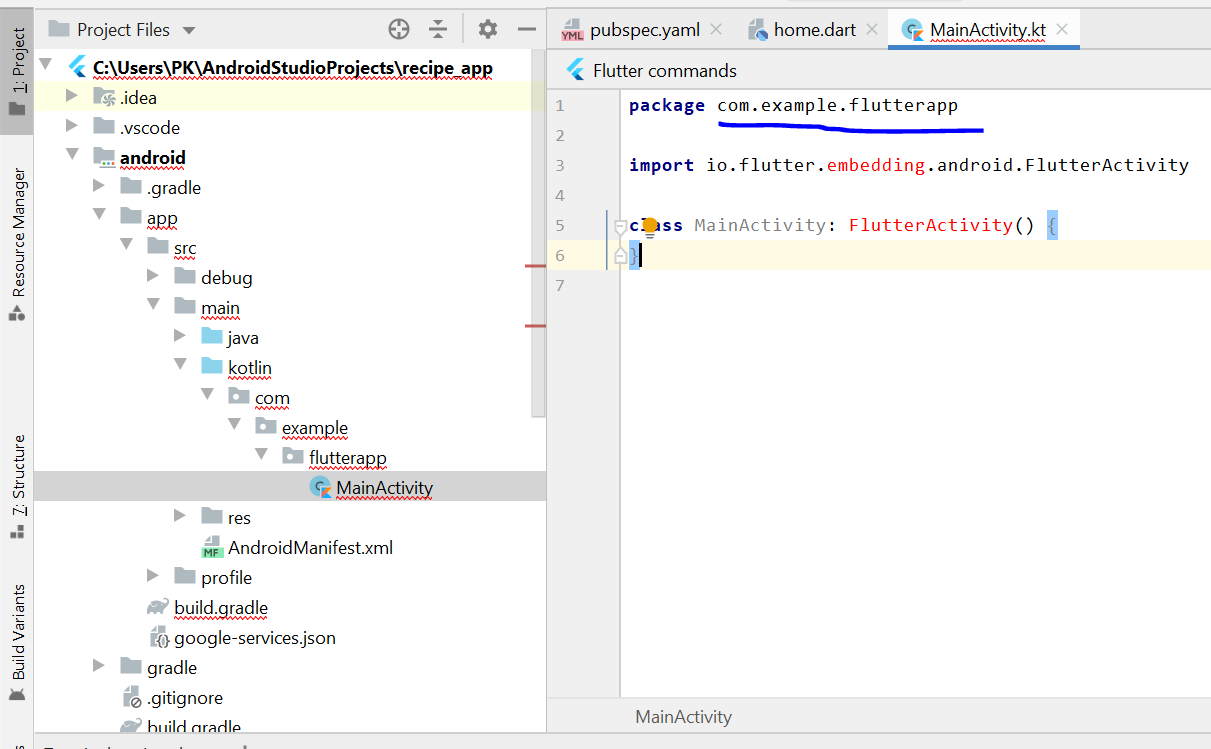 Project Files
pubspec.yaml
home.dart
MainActivity.kt
1: Project
Resource Manager
7: Structure
Build Variants
C:\Users\PK\AndroidStudioProjects\recipe_app
.idea
.vscode
android
.gradle
app
src
debug
main
java
kotlin
com
example
flutterapp
MainActivity
res
MF
AndroidManifest.xml
profile
build.gradle
google-services.json
gradle
.gitignore
build.gradle
Flutter commands
1 package com.example.flutterapp
2
3 import io.flutter.embedding.android.FlutterActivity
4
5 class MainActivity: FlutterActivity() {
6 }
7
MainActivity